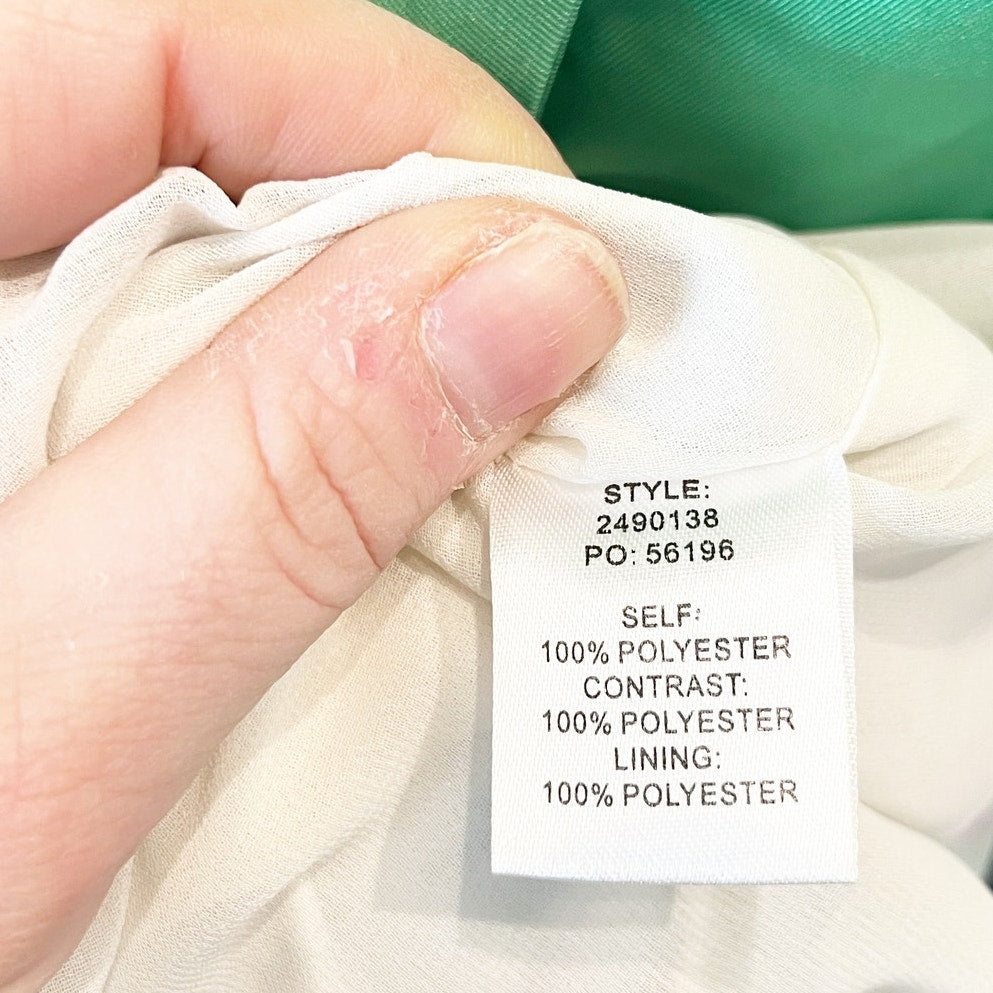 STYLE:
2490138
PO: 56196
SELF:
100% POLYESTER
CONTRAST:
100% POLYESTER
LINING:
100% POLYESTER